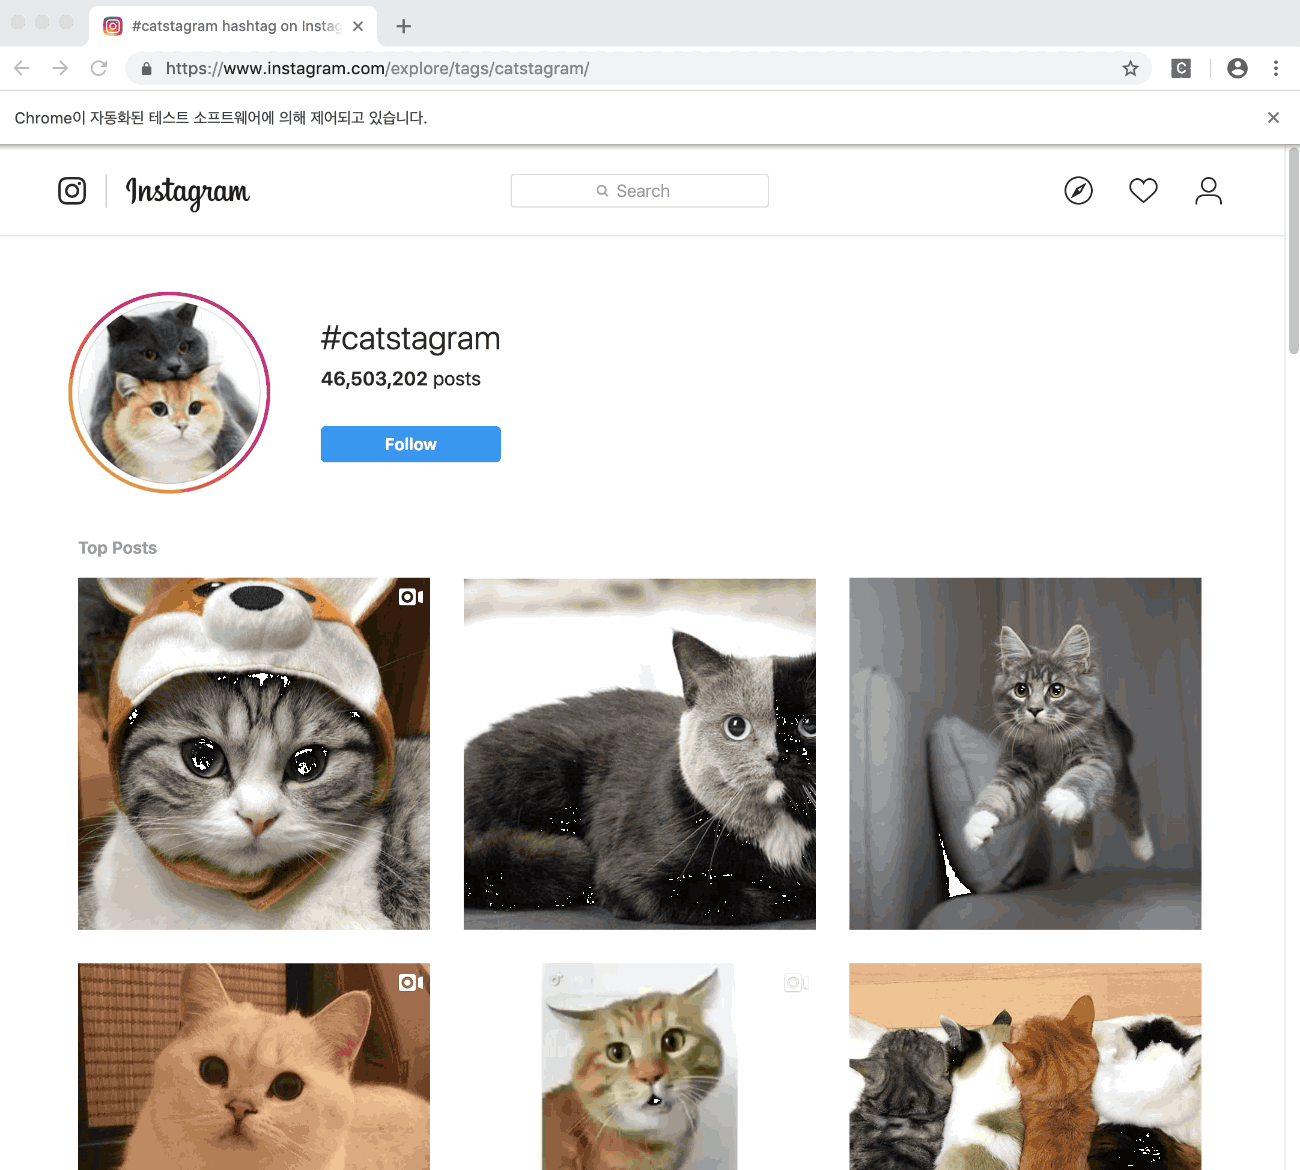 #catstagram hashtag on Instag
https://www.instagram.com/explore/tags/catstagram/
C
Chrome이 자동화된 테스트 소프트웨어에 의해 제어되고 있습니다.
Instagram
Search
#catstagram
46,503,202 posts
Follow
Top Posts